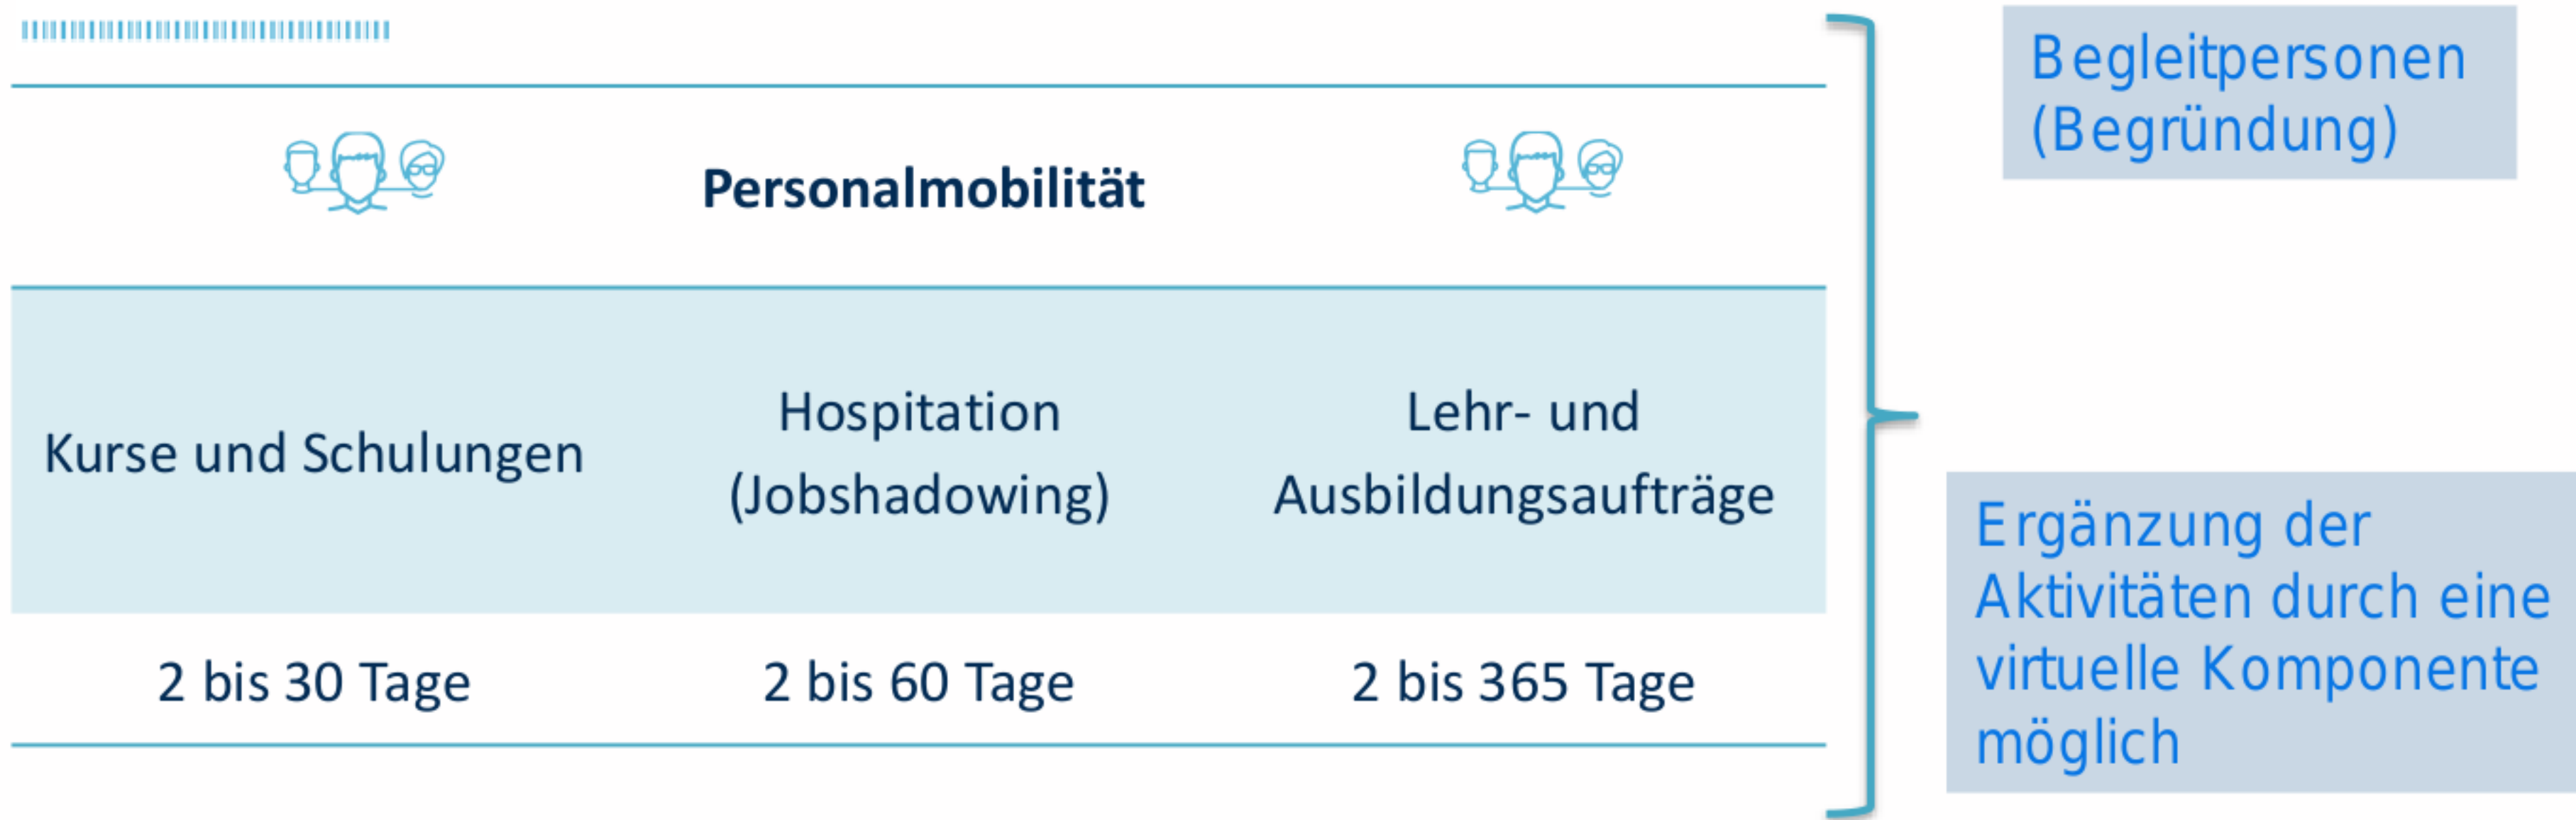 Personalmobilität
Kurse und Schulungen
Hospitation
(Jobshadowing)
Lehr- und
Ausbildungsaufträge
2 bis 30 Tage
2 bis 60 Tage
2 bis 365 Tage
Begleitpersonen
(Begründung)
Ergänzung der
Aktivitäten durch eine
virtuelle Komponente
möglich